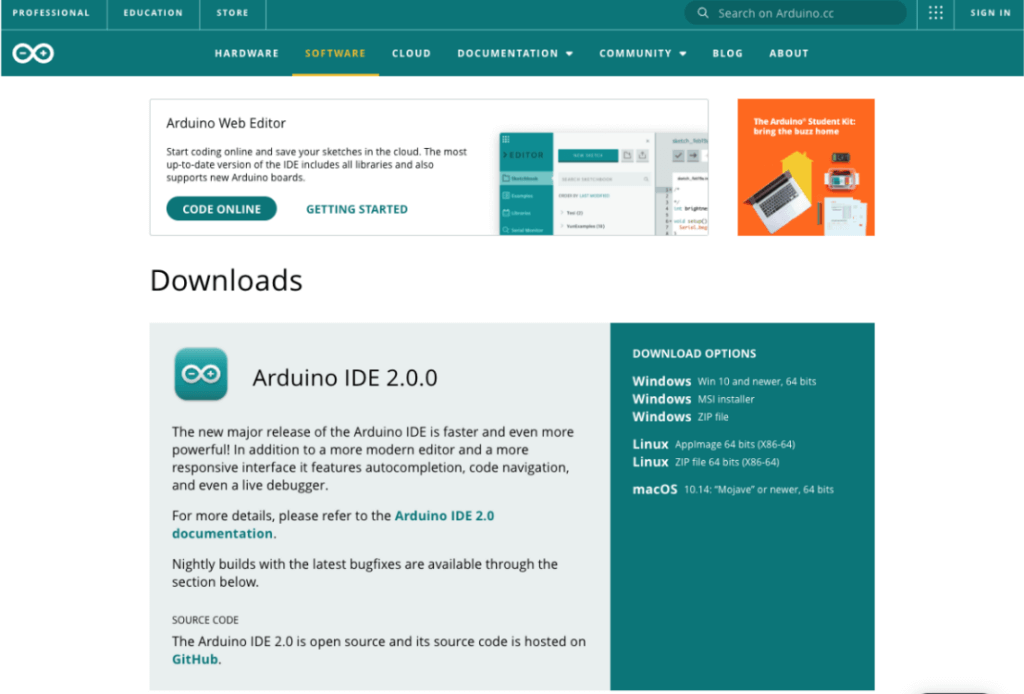 PROFESSIONAL
EDUCATION
STORE
Search on Arduino.cc
SIGN IN
HARDWARE
SOFTWARE
CLOUD
DOCUMENTATION
COMMUNITY
BLOG
ABOUT
Arduino Web Editor
Start coding online and save your sketches in the cloud. The most
up-to-date version of the IDE includes all libraries and also
supports new Arduino boards.
CODE ONLINE
GETTING STARTED
EDITOR
NEW SKETCH
Sketchbook
Examples
Libraries
Serial Monitor
SEARCH SKETCHBOOK
ORDER BY LAST MODIFIED
/*
*/
void setup()
The Arduino® Student Kit:
bring the buzz home
Downloads
Arduino IDE 2.0.0
The new major release of the Arduino IDE is faster and even more
powerful! In addition to a more modern editor and a more
responsive interface it features autocompletion, code navigation,
and even a live debugger.
For more details, please refer to the Arduino IDE 2.0
documentation.
Nightly builds with the latest bugfixes are available through the
section below.
SOURCE CODE
The Arduino IDE 2.0 is open source and its source code is hosted on
GitHub.
DOWNLOAD OPTIONS
Windows Win 10 and newer, 64 bits
Windows MSI installer
Windows ZIP file
Linux AppImage 64 bits (X86-64)
Linux ZIP file 64 bits (X86-64)
macOS 10.14: “Mojave” or newer, 64 bits